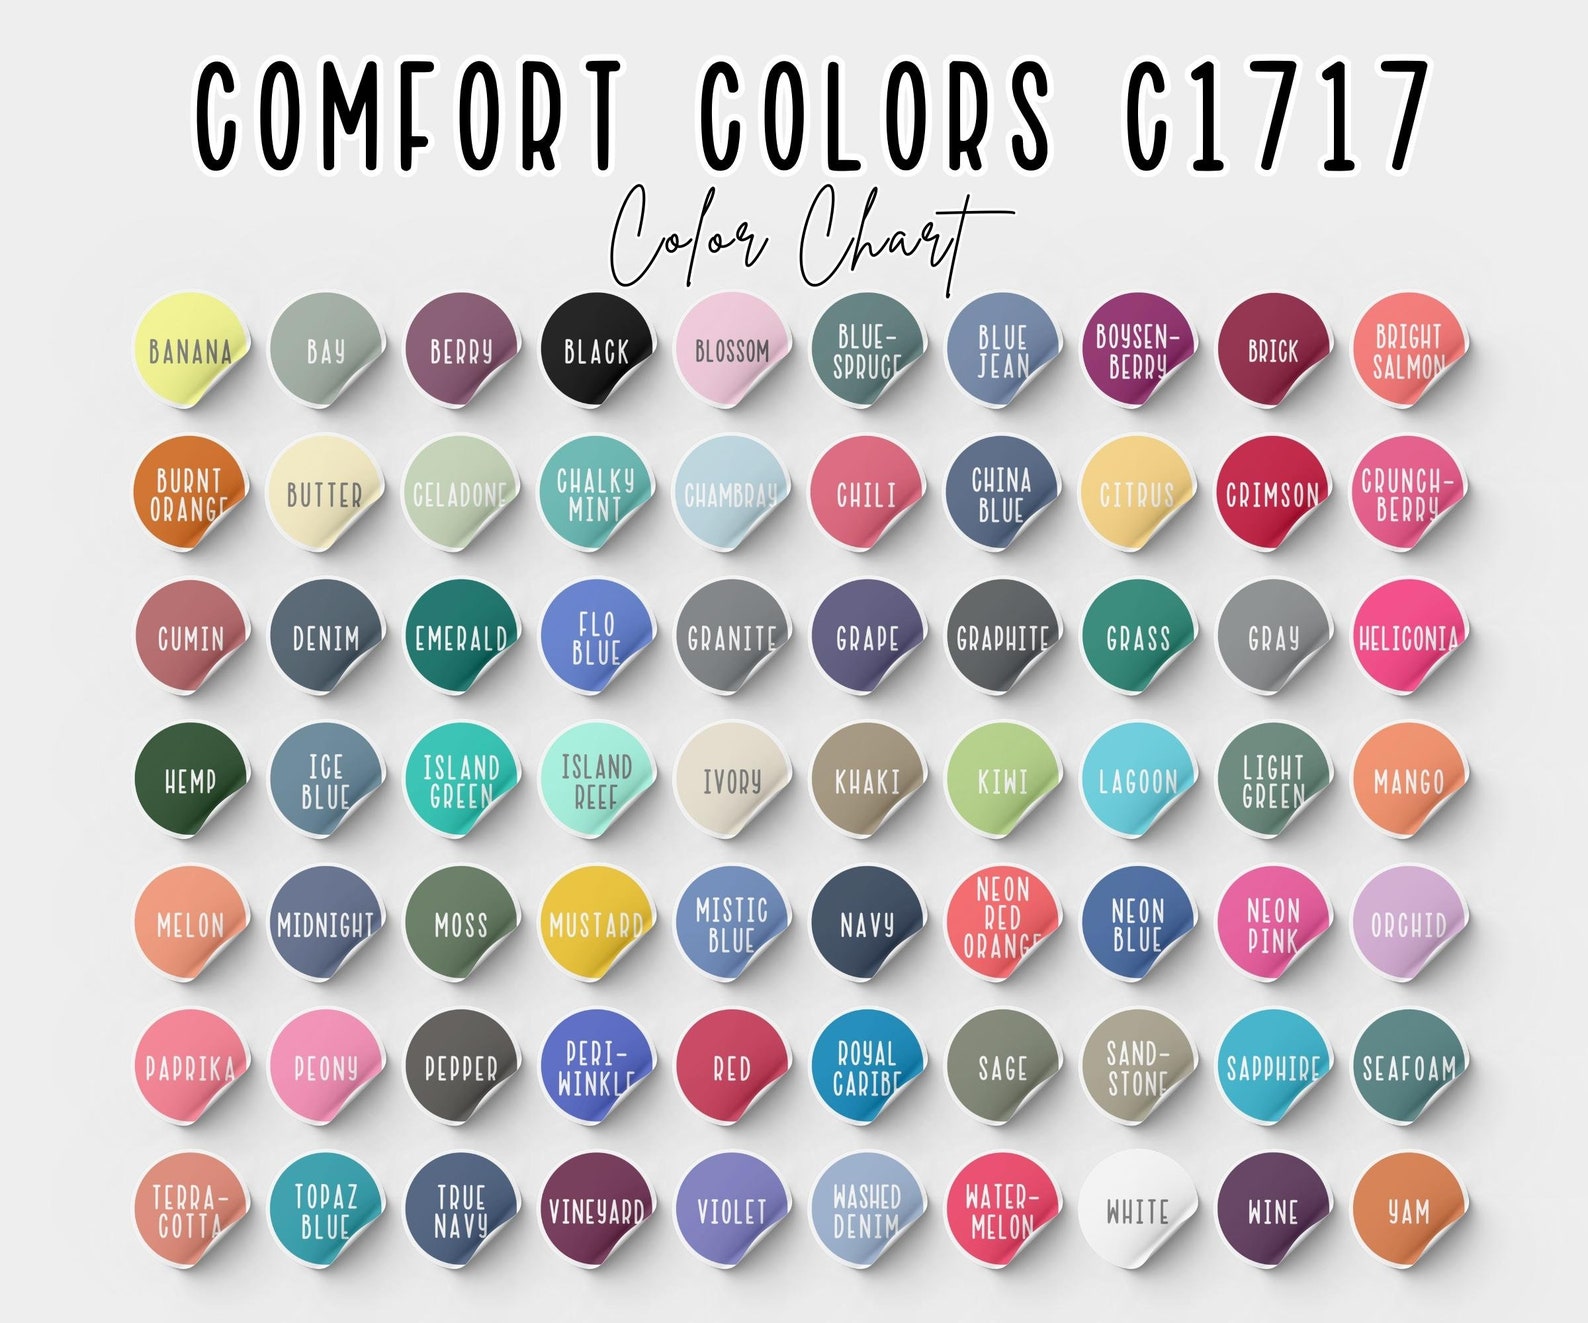 COMFORT COLORS C1717
Color Chart
BANANA
BAY
BERRY
BLACK
BLOSSOM
BLUE-
SPRUCE
BLUE
JEAN
BOYSEN-
BERRY
BRICK
BRIGHT
SALMON
BURNT
ORANGE
BUTTER
CELADONE
CHALKY
MINT
CHAMBRAY
CHILI
CHINA
BLUE
CITRUS
CRIMSON
CRUNCH-
BERRY
CUMIN
DENIM
EMERALD
FLO
BLUE
GRANITE
GRAPE
GRAPHITE
GRASS
GRAY
HELICONIA
HEMP
ICE
BLUE
ISLAND
GREEN
ISLAND
REEF
IVORY
KHAKI
KIWI
LAGOON
LIGHT
GREEN
MANGO
MELON
MIDNIGHT
MOSS
MUSTARD
MISTIC
BLUE
NAVY
NEON
RED
ORANGE
NEON
BLUE
NEON
PINK
ORCHID
PAPRIKA
PEONY
PEPPER
PERI-
WINKLE
RED
ROYAL
CARIBE
SAGE
SAND-
STONE
SAPPHIRE
SEAFOAM
TERRA-
COTTA
TOPAZ
BLUE
TRUE
NAVY
VINEYARD
VIOLET
WASHED
DENIM
WATER-
MELON
WHITE
WINE
YAM